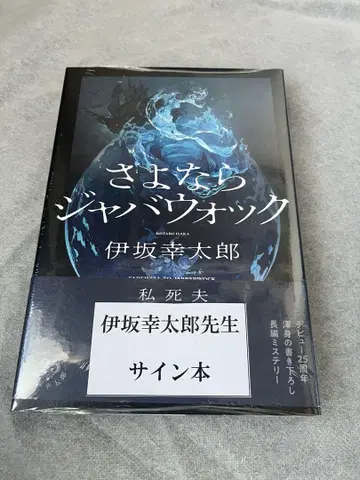 さよなら
ジャバウォック
KOTARO ISAKA
伊坂幸太郎
私 死 夫
伊坂幸太郎先生
サイン本
デビュー25周年
渾身の書き下ろし
長編ミステリー